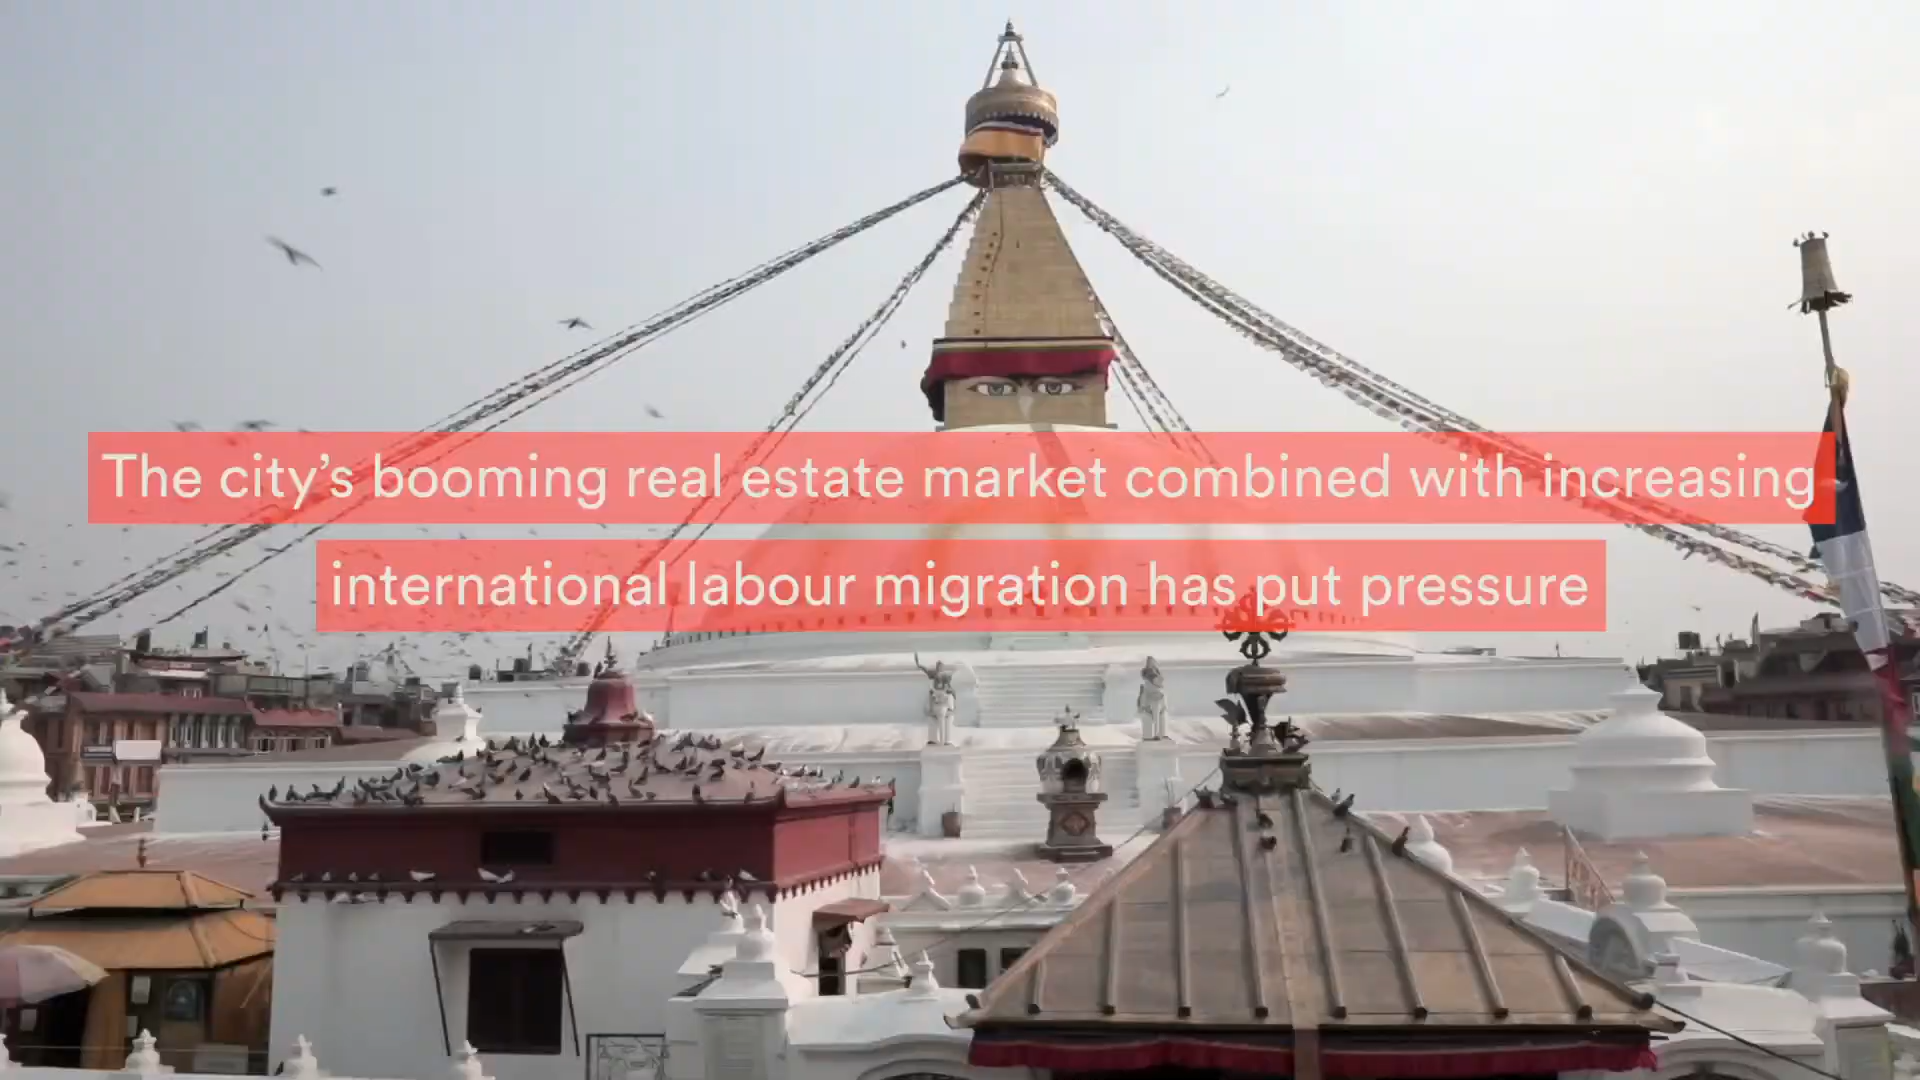 The city’s booming real estate market combined with increasing
international labour migration has put pressure